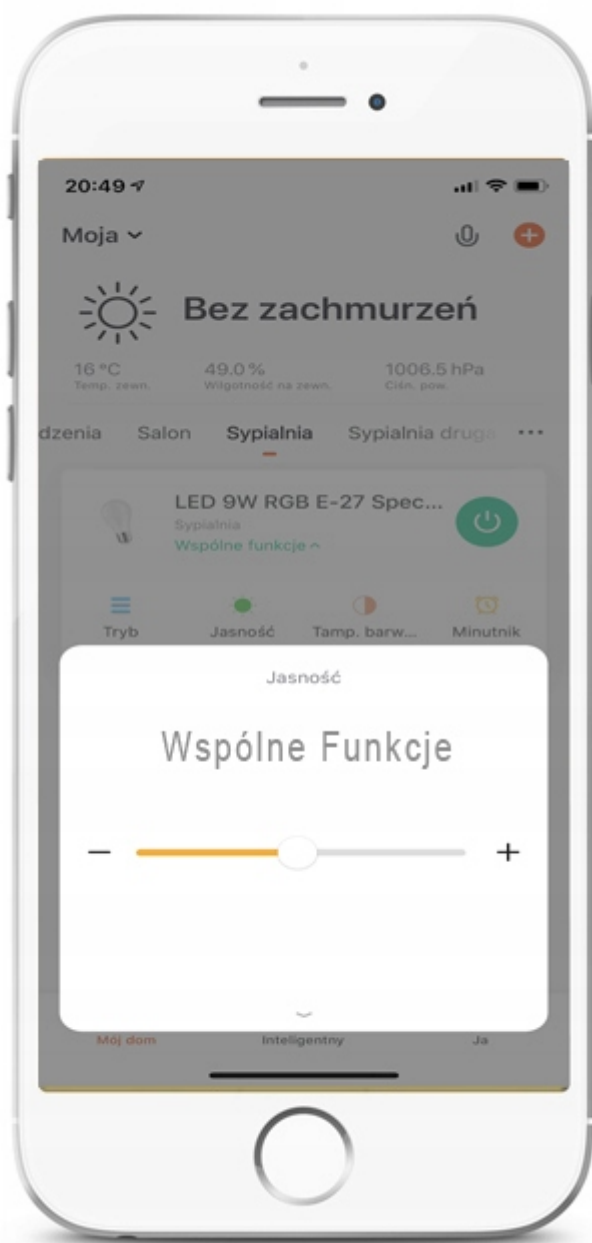 20:49
Moja
Bez zachmurzeń
16 °C 49.0 % 1006.5 hPa
Temp. zewn. Wilgotność na zewn. Ciśn. pow.
dzenia Salon Sypialnia Sypialnia druga ...
LED 9W RGB E-27 Spec...
Sypialnia
Wspólne funkcje
Tryb Jasność Tamp. barw... Minutnik
Jasność
Wspólne Funkcje
Mój dom Inteligentny Ja